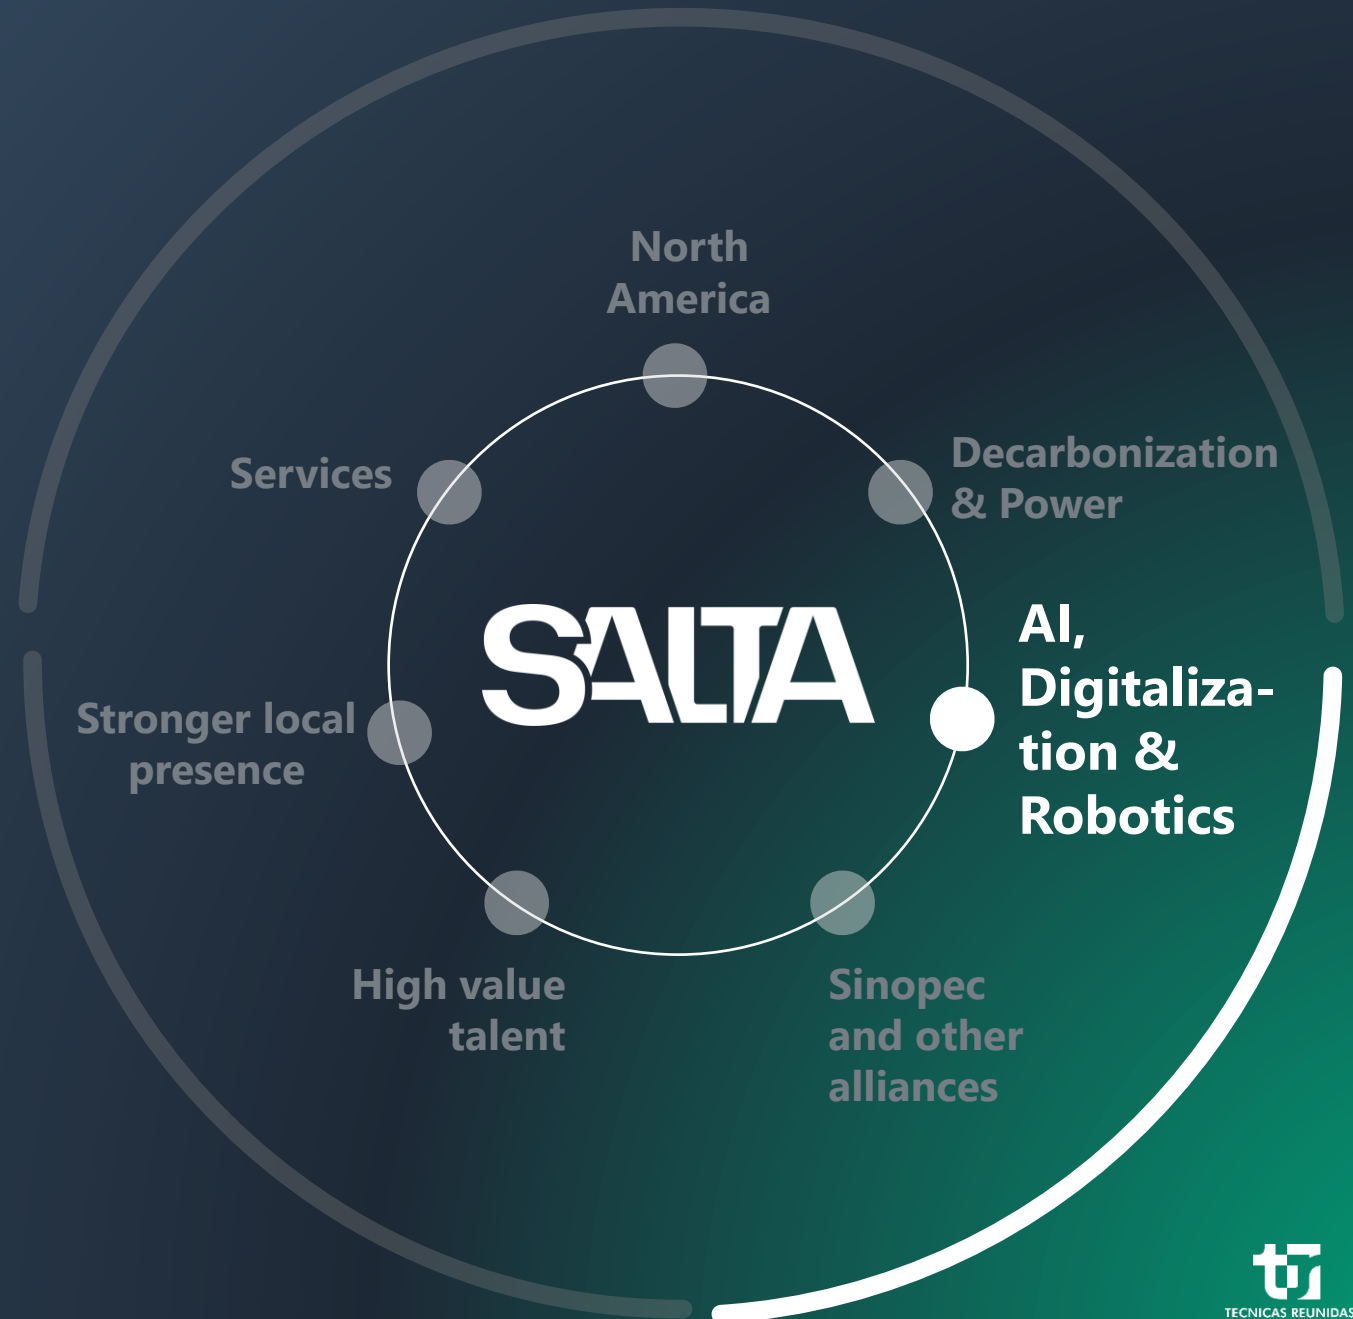 North
America
Services
Decarbonization
& Power
SALTA
AI,
Digitaliza-
tion &
Robotics
Stronger local
presence
High value
talent
Sinopec
and other
alliances
tr
TECNICAS REUNIDAS